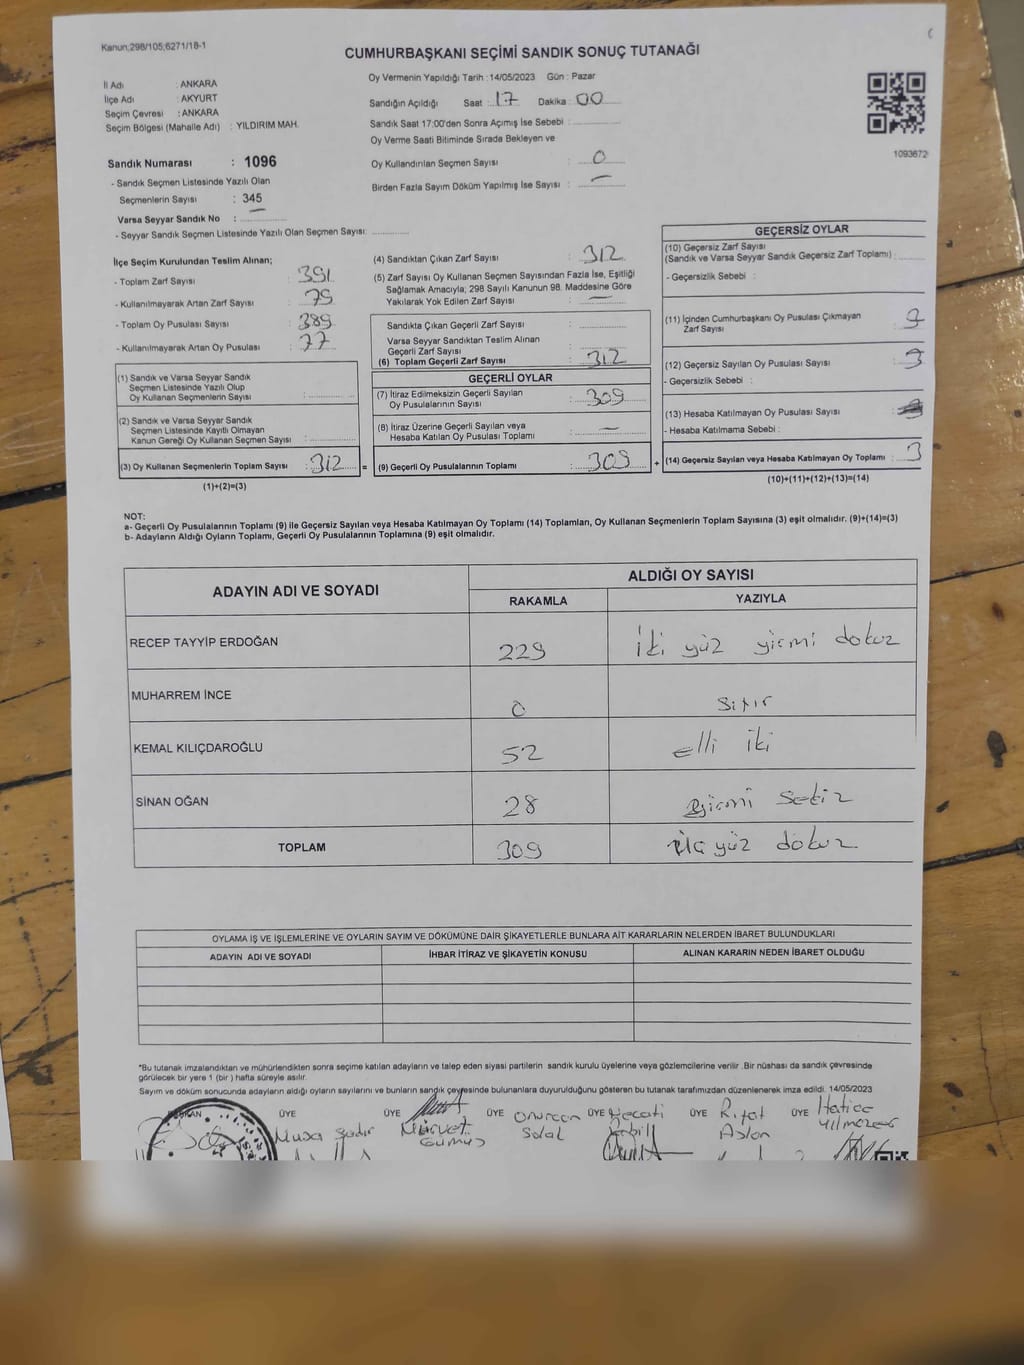 Kanun;298/105;6271/18-1
CUMHURBAŞKANI SEÇİMİ SANDIK SONUÇ TUTANAĞI
İl Adı : ANKARA
İlçe Adı : AKYURT
Seçim Çevresi : ANKARA
Seçim Bölgesi (Mahalle Adı) : YILDIRIM MAH.
Sandık Numarası : 1096
- Sandık Seçmen Listesinde Yazılı Olan
Seçmenlerin Sayısı : 345
Varsa Seyyar Sandık No : —
- Seyyar Sandık Seçmen Listesinde Yazılı Olan Seçmen Sayısı:
Oy Vermenin Yapıldığı Tarih : 14/05/2023 Gün : Pazar
Sandığın Açıldığı Saat : 17 Dakika : 00
Sandık Saat 17:00'den Sonra Açımış İse Sebebi :
Oy Verme Saati Bitiminde Sırada Bekleyen ve
Oy Kullandırılan Seçmen Sayısı : 0
Birden Fazla Sayım Döküm Yapılmış İse Sayısı : —
1093672
İlçe Seçim Kurulundan Teslim Alınan;
- Toplam Zarf Sayısı : 391
- Kullanılmayarak Artan Zarf Sayısı : 79
- Toplam Oy Pusulası Sayısı : 389
- Kullanılmayarak Artan Oy Pusulası : 77
(1) Sandık ve Varsa Seyyar Sandık
Seçmen Listesinde Yazılı Olup
Oy Kullanan Seçmenlerin Sayısı :
(2) Sandık ve Varsa Seyyar Sandık
Seçmen Listesinde Kayıtlı Olmayan
Kanun Gereği Oy Kullanan Seçmen Sayısı :
(3) Oy Kullanan Seçmenlerin Toplam Sayısı : 312 =
(1)+(2)=(3)
(4) Sandıktan Çıkan Zarf Sayısı : 312
(5) Zarf Sayısı Oy Kullanan Seçmen Sayısından Fazla İse, Eşitliği
Sağlamak Amacıyla; 298 Sayılı Kanunun 98. Maddesine Göre
Yakılarak Yok Edilen Zarf Sayısı : —
Sandıkta Çıkan Geçerli Zarf Sayısı :
Varsa Seyyar Sandıktan Teslim Alınan
Geçerli Zarf Sayısı :
(6) Toplam Geçerli Zarf Sayısı : 312
GEÇERLİ OYLAR
(7) İtiraz Edilmeksizin Geçerli Sayılan
Oy Pusulalarının Sayısı : 309
(8) İtiraz Üzerine Geçerli Sayılan veya
Hesaba Katılan Oy Pusulası Toplamı : —
(9) Geçerli Oy Pusulalarının Toplamı : 309 +
GEÇERSİZ OYLAR
(10) Geçersiz Zarf Sayısı
(Sandık ve Varsa Seyyar Sandık Geçersiz Zarf Toplamı) :
- Geçersizlik Sebebi :
(11) İçinden Cumhurbaşkanı Oy Pusulası Çıkmayan
Zarf Sayısı :
(12) Geçersiz Sayılan Oy Pusulası Sayısı : 3
- Geçersizlik Sebebi :
(13) Hesaba Katılmayan Oy Pusulası Sayısı :
- Hesaba Katılmama Sebebi :
(14) Geçersiz Sayılan veya Hesaba Katılmayan Oy Toplamı : 3
(10)+(11)+(12)+(13)=(14)
NOT:
a- Geçerli Oy Pusulalarının Toplamı (9) ile Geçersiz Sayılan veya Hesaba Katılmayan Oy Toplamı (14) Toplamları, Oy Kullanan Seçmenlerin Toplam Sayısına (3) eşit olmalıdır. (9)+(14)=(3)
b- Adayların Aldığı Oyların Toplamı, Geçerli Oy Pusulalarının Toplamına (9) eşit olmalıdır.
ADAYIN ADI VE SOYADI ALDIĞI OY SAYISI
RAKAMLA YAZIYLA
RECEP TAYYİP ERDOĞAN 229 İki yüz yirmi dokuz
MUHARREM İNCE 0 Sıfır
KEMAL KILIÇDAROĞLU 52 elli iki
SİNAN OĞAN 28 yirmi Sekiz
TOPLAM 309 üç yüz dokuz
OYLAMA İŞ VE İŞLEMLERİNE VE OYLARIN SAYIM VE DÖKÜMÜNE DAİR ŞİKAYETLERLE BUNLARA AİT KARARLARIN NELERDEN İBARET BULUNDUKLARI
ADAYIN ADI VE SOYADI İHBAR İTİRAZ VE ŞİKAYETİN KONUSU ALINAN KARARIN NEDEN İBARET OLDUĞU
*Bu tutanak imzalandıktan ve mühürlendikten sonra seçime katılan adayların ve talep eden siyasi partilerin sandık kurulu üyelerine veya gözlemcilerine verilir. Bir nüshası da sandık çevresinde
görülecek bir yere 1 (bir) hafta süreyle asılır.
Sayım ve döküm sonucunda adayların aldığı oyların sayılarını ve bunların sandık çevresinde bulunanlara duyurulduğunu gösteren bu tutanak tarafımızdan düzenlenerek imza edildi. 14/05/2023
BAŞKAN ÜYE ÜYE ÜYE ÜYE Necati ÜYE Rıfat ÜYE Hatice
Musa Mürvet Aslan
Gümüş